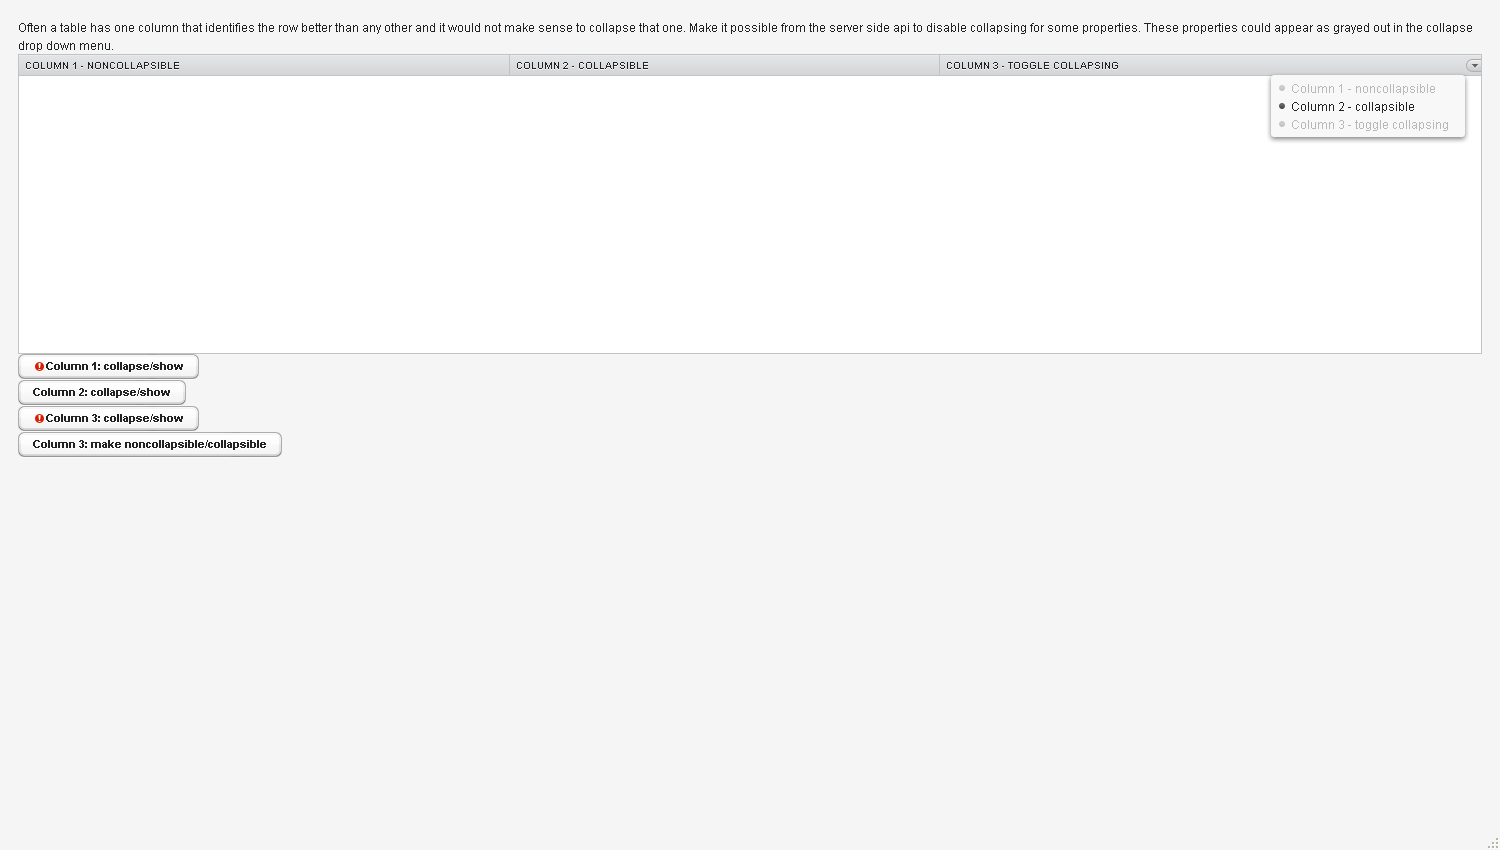 Often a table has one column that identifies the row better than any other and it would not make sense to collapse that one. Make it possible from the server side api to disable collapsing for some properties. These properties could appear as grayed out in the collapse
drop down menu.
COLUMN 1 - NONCOLLAPSIBLE COLUMN 2 - COLLAPSIBLE COLUMN 3 - TOGGLE COLLAPSING
Column 1 - noncollapsible
Column 2 - collapsible
Column 3 - toggle collapsing
Column 1: collapse/show
Column 2: collapse/show
Column 3: collapse/show
Column 3: make noncollapsible/collapsible